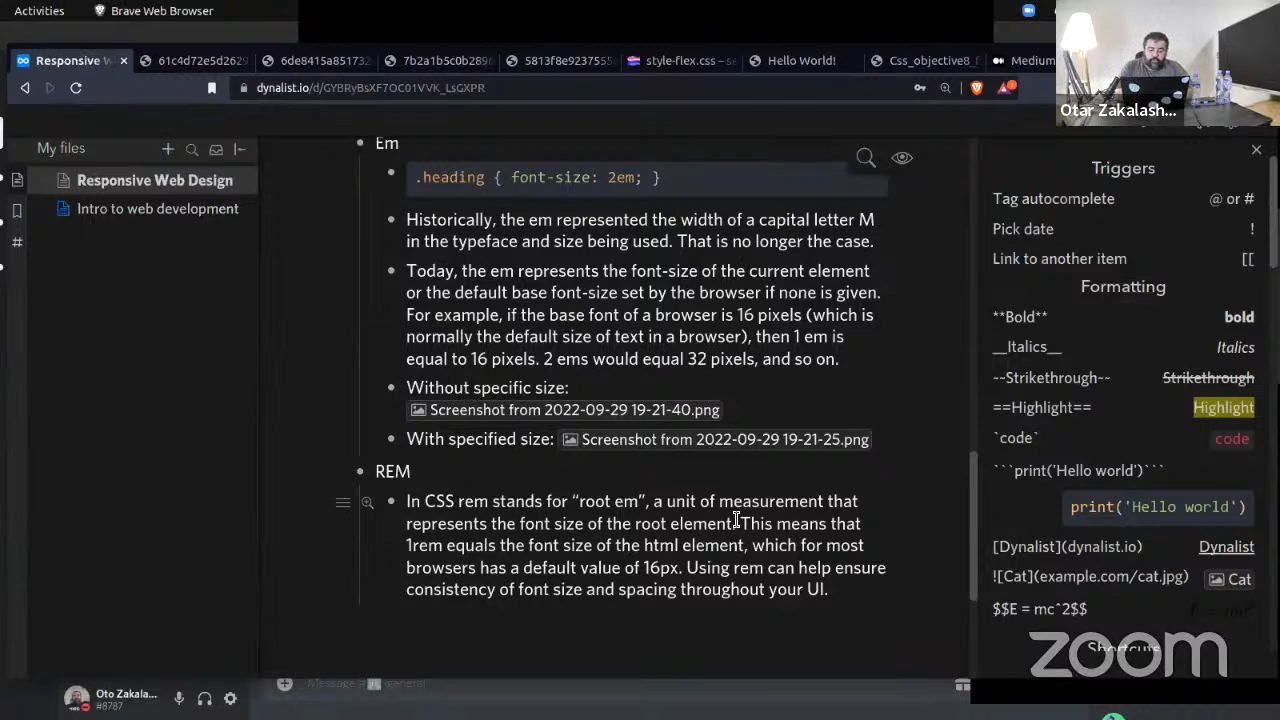 Activities
Brave Web Browser
Responsive W
61c4d72e5d2629
6de8415a851732
7b2a1b5c0b289
5813f8e9237555
style-flex.css – se
Hello World!
Css_objective8_f
Medium
dynalist.io/d/GYBRyBsXF7OC01VVK_LsGXPR
1
Otar Zakalash...
My files
Responsive Web Design
Intro to web development
Em
.heading { font-size: 2em; }
Historically, the em represented the width of a capital letter M
in the typeface and size being used. That is no longer the case.
Today, the em represents the font-size of the current element
or the default base font-size set by the browser if none is given.
For example, if the base font of a browser is 16 pixels (which is
normally the default size of text in a browser), then 1 em is
equal to 16 pixels. 2 ems would equal 32 pixels, and so on.
Without specific size:
Screenshot from 2022-09-29 19-21-40.png
With specified size: Screenshot from 2022-09-29 19-21-25.png
REM
In CSS rem stands for “root em”, a unit of measurement that
represents the font size of the root element. This means that
1rem equals the font size of the html element, which for most
browsers has a default value of 16px. Using rem can help ensure
consistency of font size and spacing throughout your UI.
Triggers
Tag autocomplete @ or #
Pick date !
Link to another item [[
Formatting
**Bold** bold
__Italics__ Italics
~~Strikethrough~~ Strikethrough
==Highlight== Highlight
`code` code
```print('Hello world')```
print('Hello world')
[Dynalist](dynalist.io) Dynalist
![Cat](example.com/cat.jpg) Cat
$$E = mc^2$$
Shortcuts
zoom
Oto Zakala...
#8787
Message general